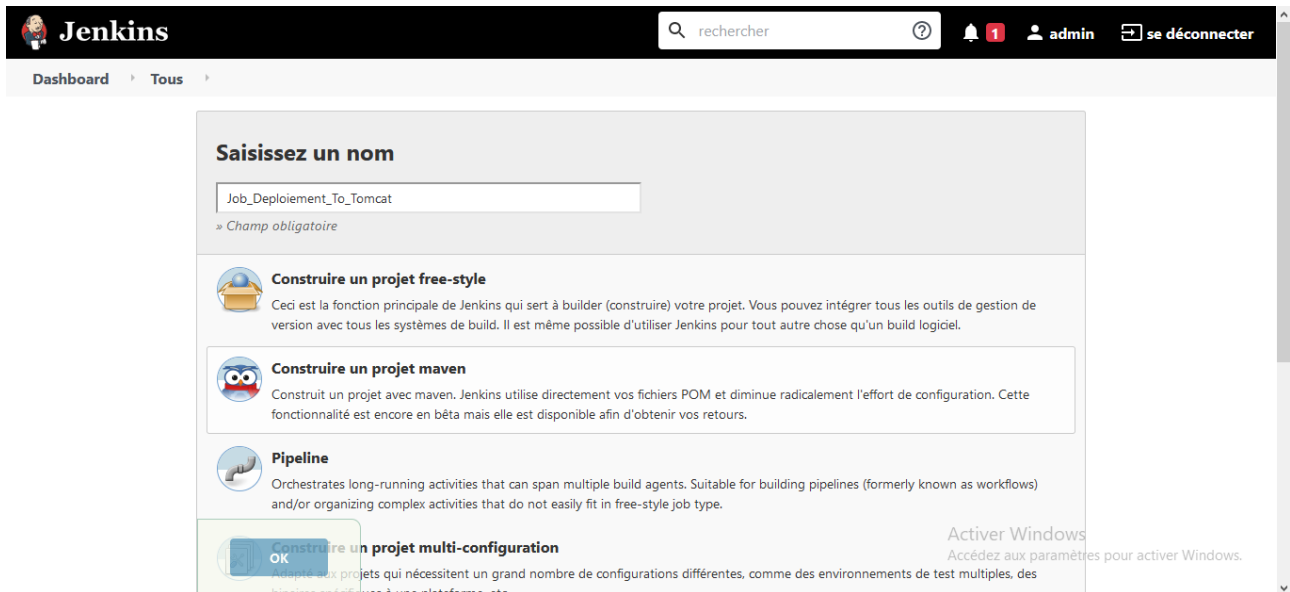 Jenkins
rechercher
1
admin
se déconnecter
Dashboard
Tous
Saisissez un nom
Job_Deploiement_To_Tomcat
» Champ obligatoire
Construire un projet free-style
Ceci est la fonction principale de Jenkins qui sert à builder (construire) votre projet. Vous pouvez intégrer tous les outils de gestion de
version avec tous les systèmes de build. Il est même possible d'utiliser Jenkins pour tout autre chose qu'un build logiciel.
Construire un projet maven
Construit un projet avec maven. Jenkins utilise directement vos fichiers POM et diminue radicalement l'effort de configuration. Cette
fonctionnalité est encore en bêta mais elle est disponible afin d'obtenir vos retours.
Pipeline
Orchestrates long-running activities that can span multiple build agents. Suitable for building pipelines (formerly known as workflows)
and/or organizing complex activities that do not easily fit in free-style job type.
Construire un projet multi-configuration
Adapté aux projets qui nécessitent un grand nombre de configurations différentes, comme des environnements de test multiples, des
OK
Activer Windows
Accédez aux paramètres pour activer Windows.